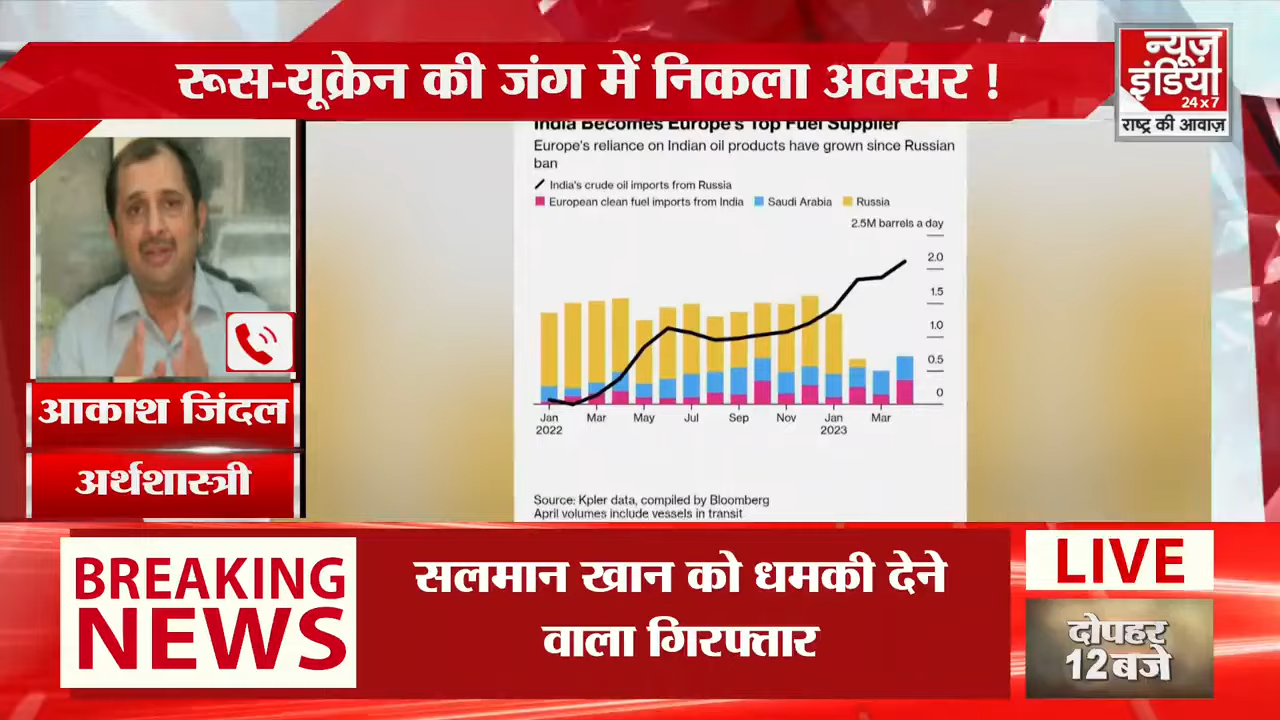 रूस-यूक्रेन की जंग में निकला अवसर !
न्यूज़
इंडिया
24x7
राष्ट्र की आवाज़
India Becomes Europe's Top Fuel Supplier
Europe's reliance on Indian oil products have grown since Russian
ban
India's crude oil imports from Russia
European clean fuel imports from India Saudi Arabia Russia
2.5M barrels a day
2.0
1.5
1.0
0.5
0
Jan Mar May Jul Sep Nov Jan Mar
2022 2023
Source: Kpler data, compiled by Bloomberg
April volumes include vessels in transit
आकाश जिंदल
अर्थशास्त्री
BREAKING
NEWS
सलमान खान को धमकी देने
वाला गिरफ्तार
LIVE
दोपहर
12 बजे